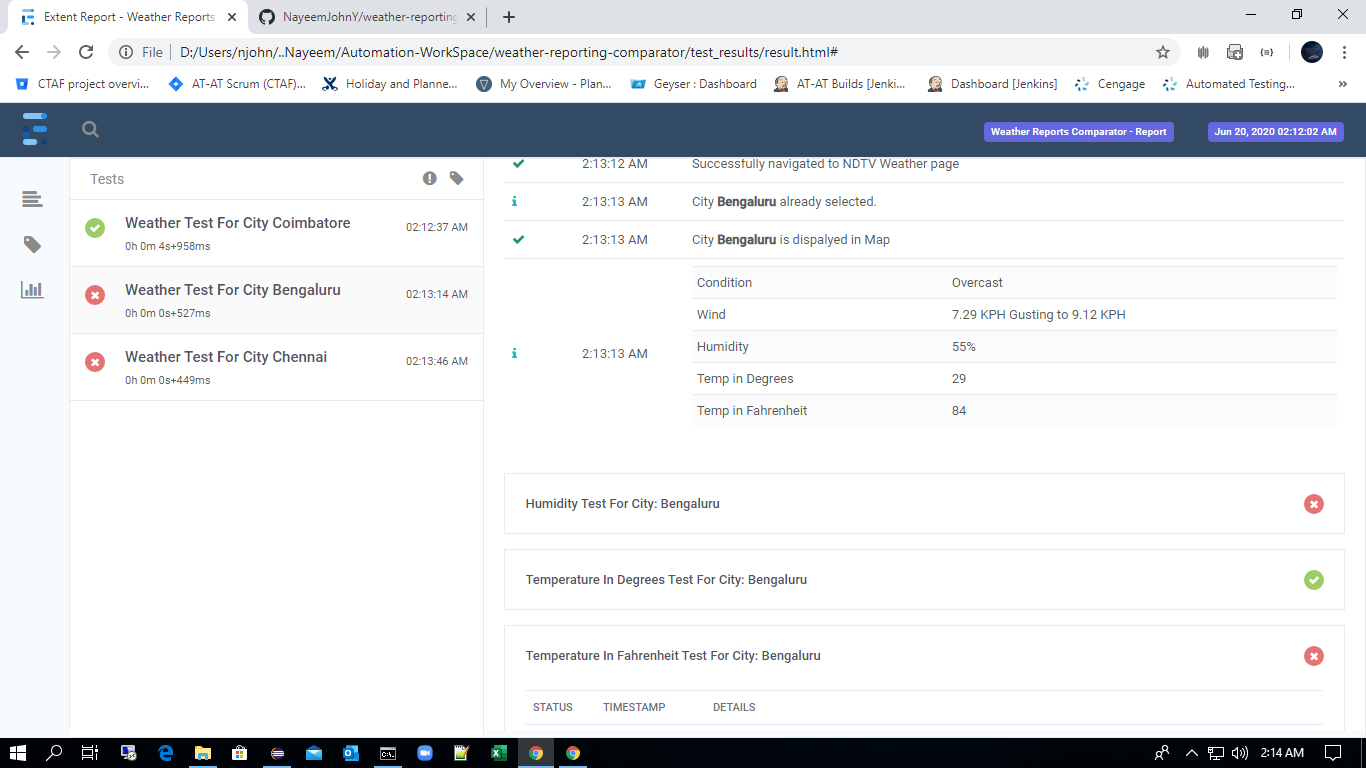 Extent Report - Weather Reports
NayeemJohnY/weather-reporting
File
D:/Users/njohn/..Nayeem/Automation-WorkSpace/weather-reporting-comparator/test_results/result.html#
CTAF project overvi...
AT-AT Scrum (CTAF)...
Holiday and Planne...
My Overview - Plan...
Geyser : Dashboard
AT-AT Builds [Jenki...
Dashboard [Jenkins]
Cengage
Automated Testing...
»
Weather Reports Comparator - Report
Jun 20, 2020 02:12:02 AM
Tests
Weather Test For City Coimbatore
02:12:37 AM
0h 0m 4s+958ms
Weather Test For City Bengaluru
02:13:14 AM
0h 0m 0s+527ms
Weather Test For City Chennai
02:13:46 AM
0h 0m 0s+449ms
2:13:12 AM Successfully navigated to NDTV Weather page
2:13:13 AM City Bengaluru already selected.
2:13:13 AM City Bengaluru is dispalyed in Map
2:13:13 AM
Condition Overcast
Wind 7.29 KPH Gusting to 9.12 KPH
Humidity 55%
Temp in Degrees 29
Temp in Fahrenheit 84
Humidity Test For City: Bengaluru
Temperature In Degrees Test For City: Bengaluru
Temperature In Fahrenheit Test For City: Bengaluru
STATUS TIMESTAMP DETAILS
2:14 AM